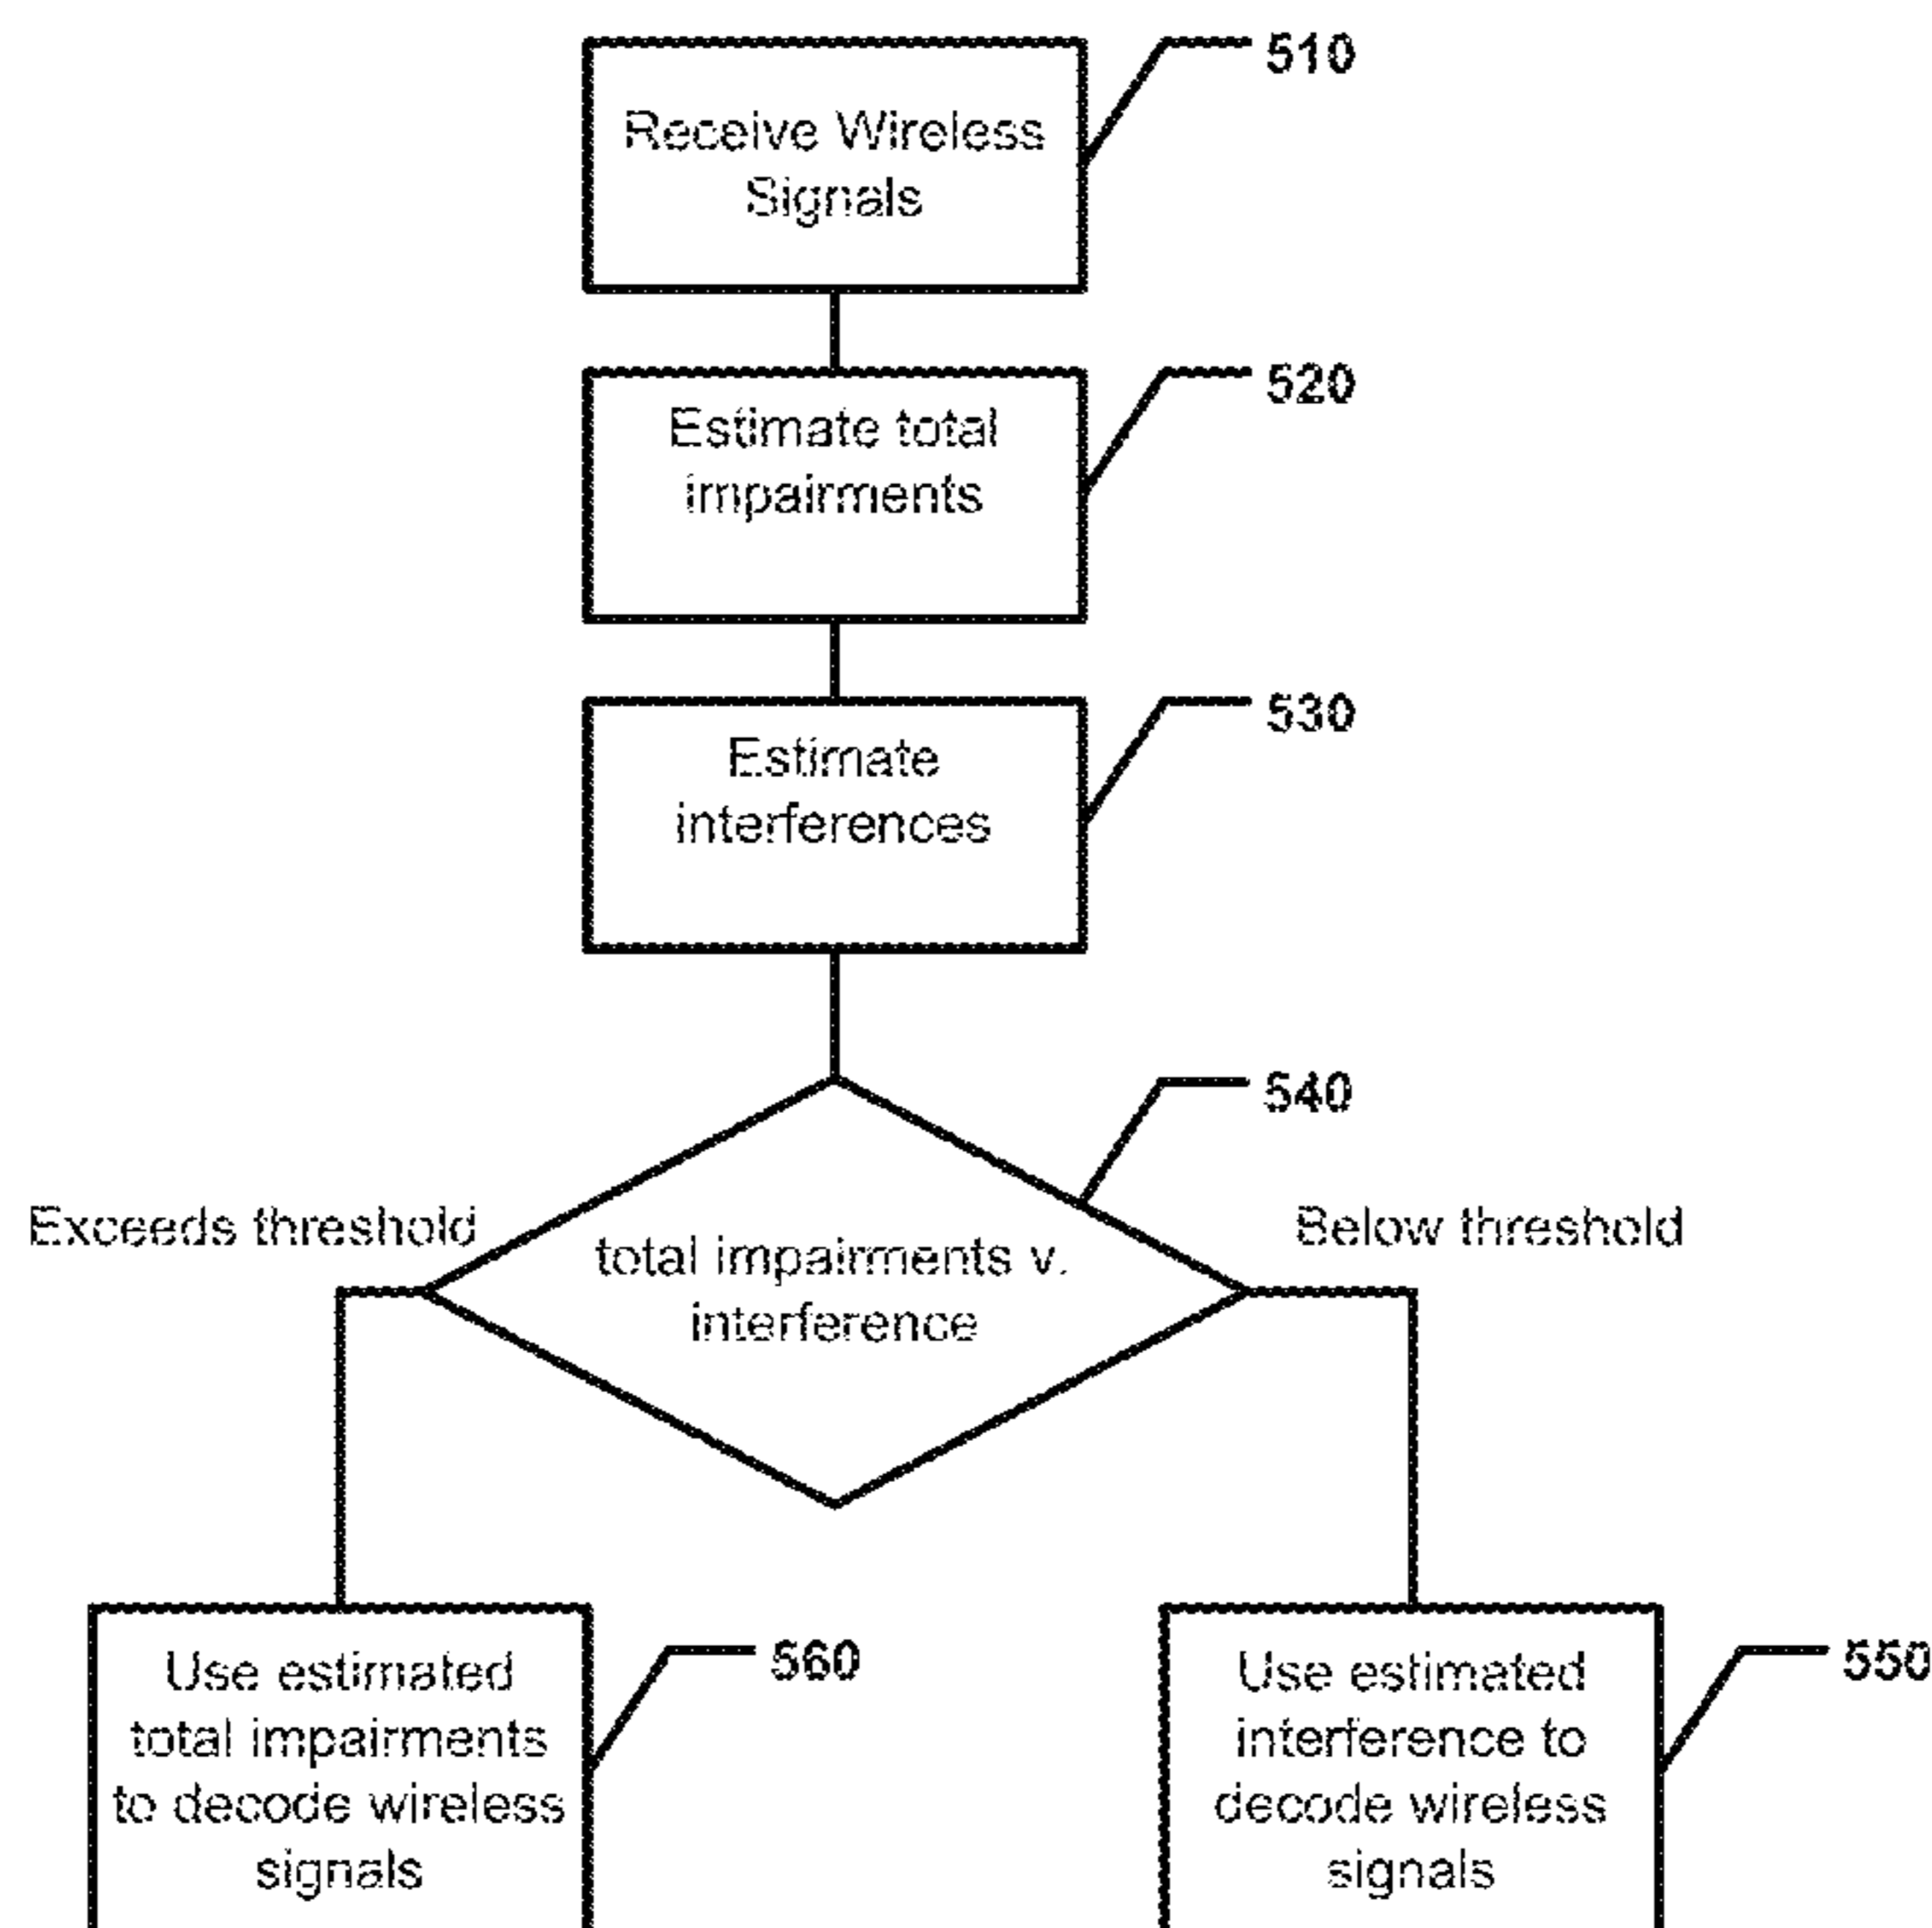 510
Receive Wireless
Signals
520
Estimate total
impairments
530
Estimate
interferences
540
Exceeds threshold
Below threshold
total impairments v.
interference
560
Use estimated
total impairments
to decode wireless
signals
550
Use estimated
interference to
decode wireless
signals